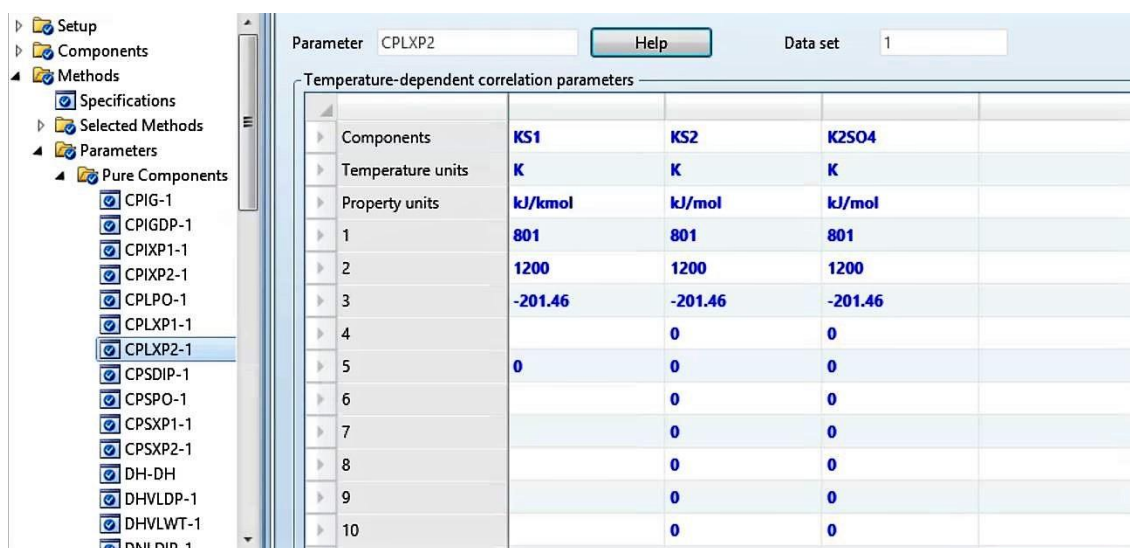 Setup
Components
Methods
Specifications
Selected Methods
Parameters
Pure Components
CPIG-1
CPIGDP-1
CPIXP1-1
CPIXP2-1
CPLPO-1
CPLXP1-1
CPLXP2-1
CPSDIP-1
CPSPO-1
CPSXP1-1
CPSXP2-1
DH-DH
DHVLDP-1
DHVLWT-1
Parameter CPLXP2 Help Data set 1
Temperature-dependent correlation parameters
Components KS1 KS2 K2SO4
Temperature units K K K
Property units kJ/kmol kJ/mol kJ/mol
1 801 801 801
2 1200 1200 1200
3 -201.46 -201.46 -201.46
4 0 0
5 0 0 0
6 0 0
7 0 0
8 0 0
9 0 0
10 0 0